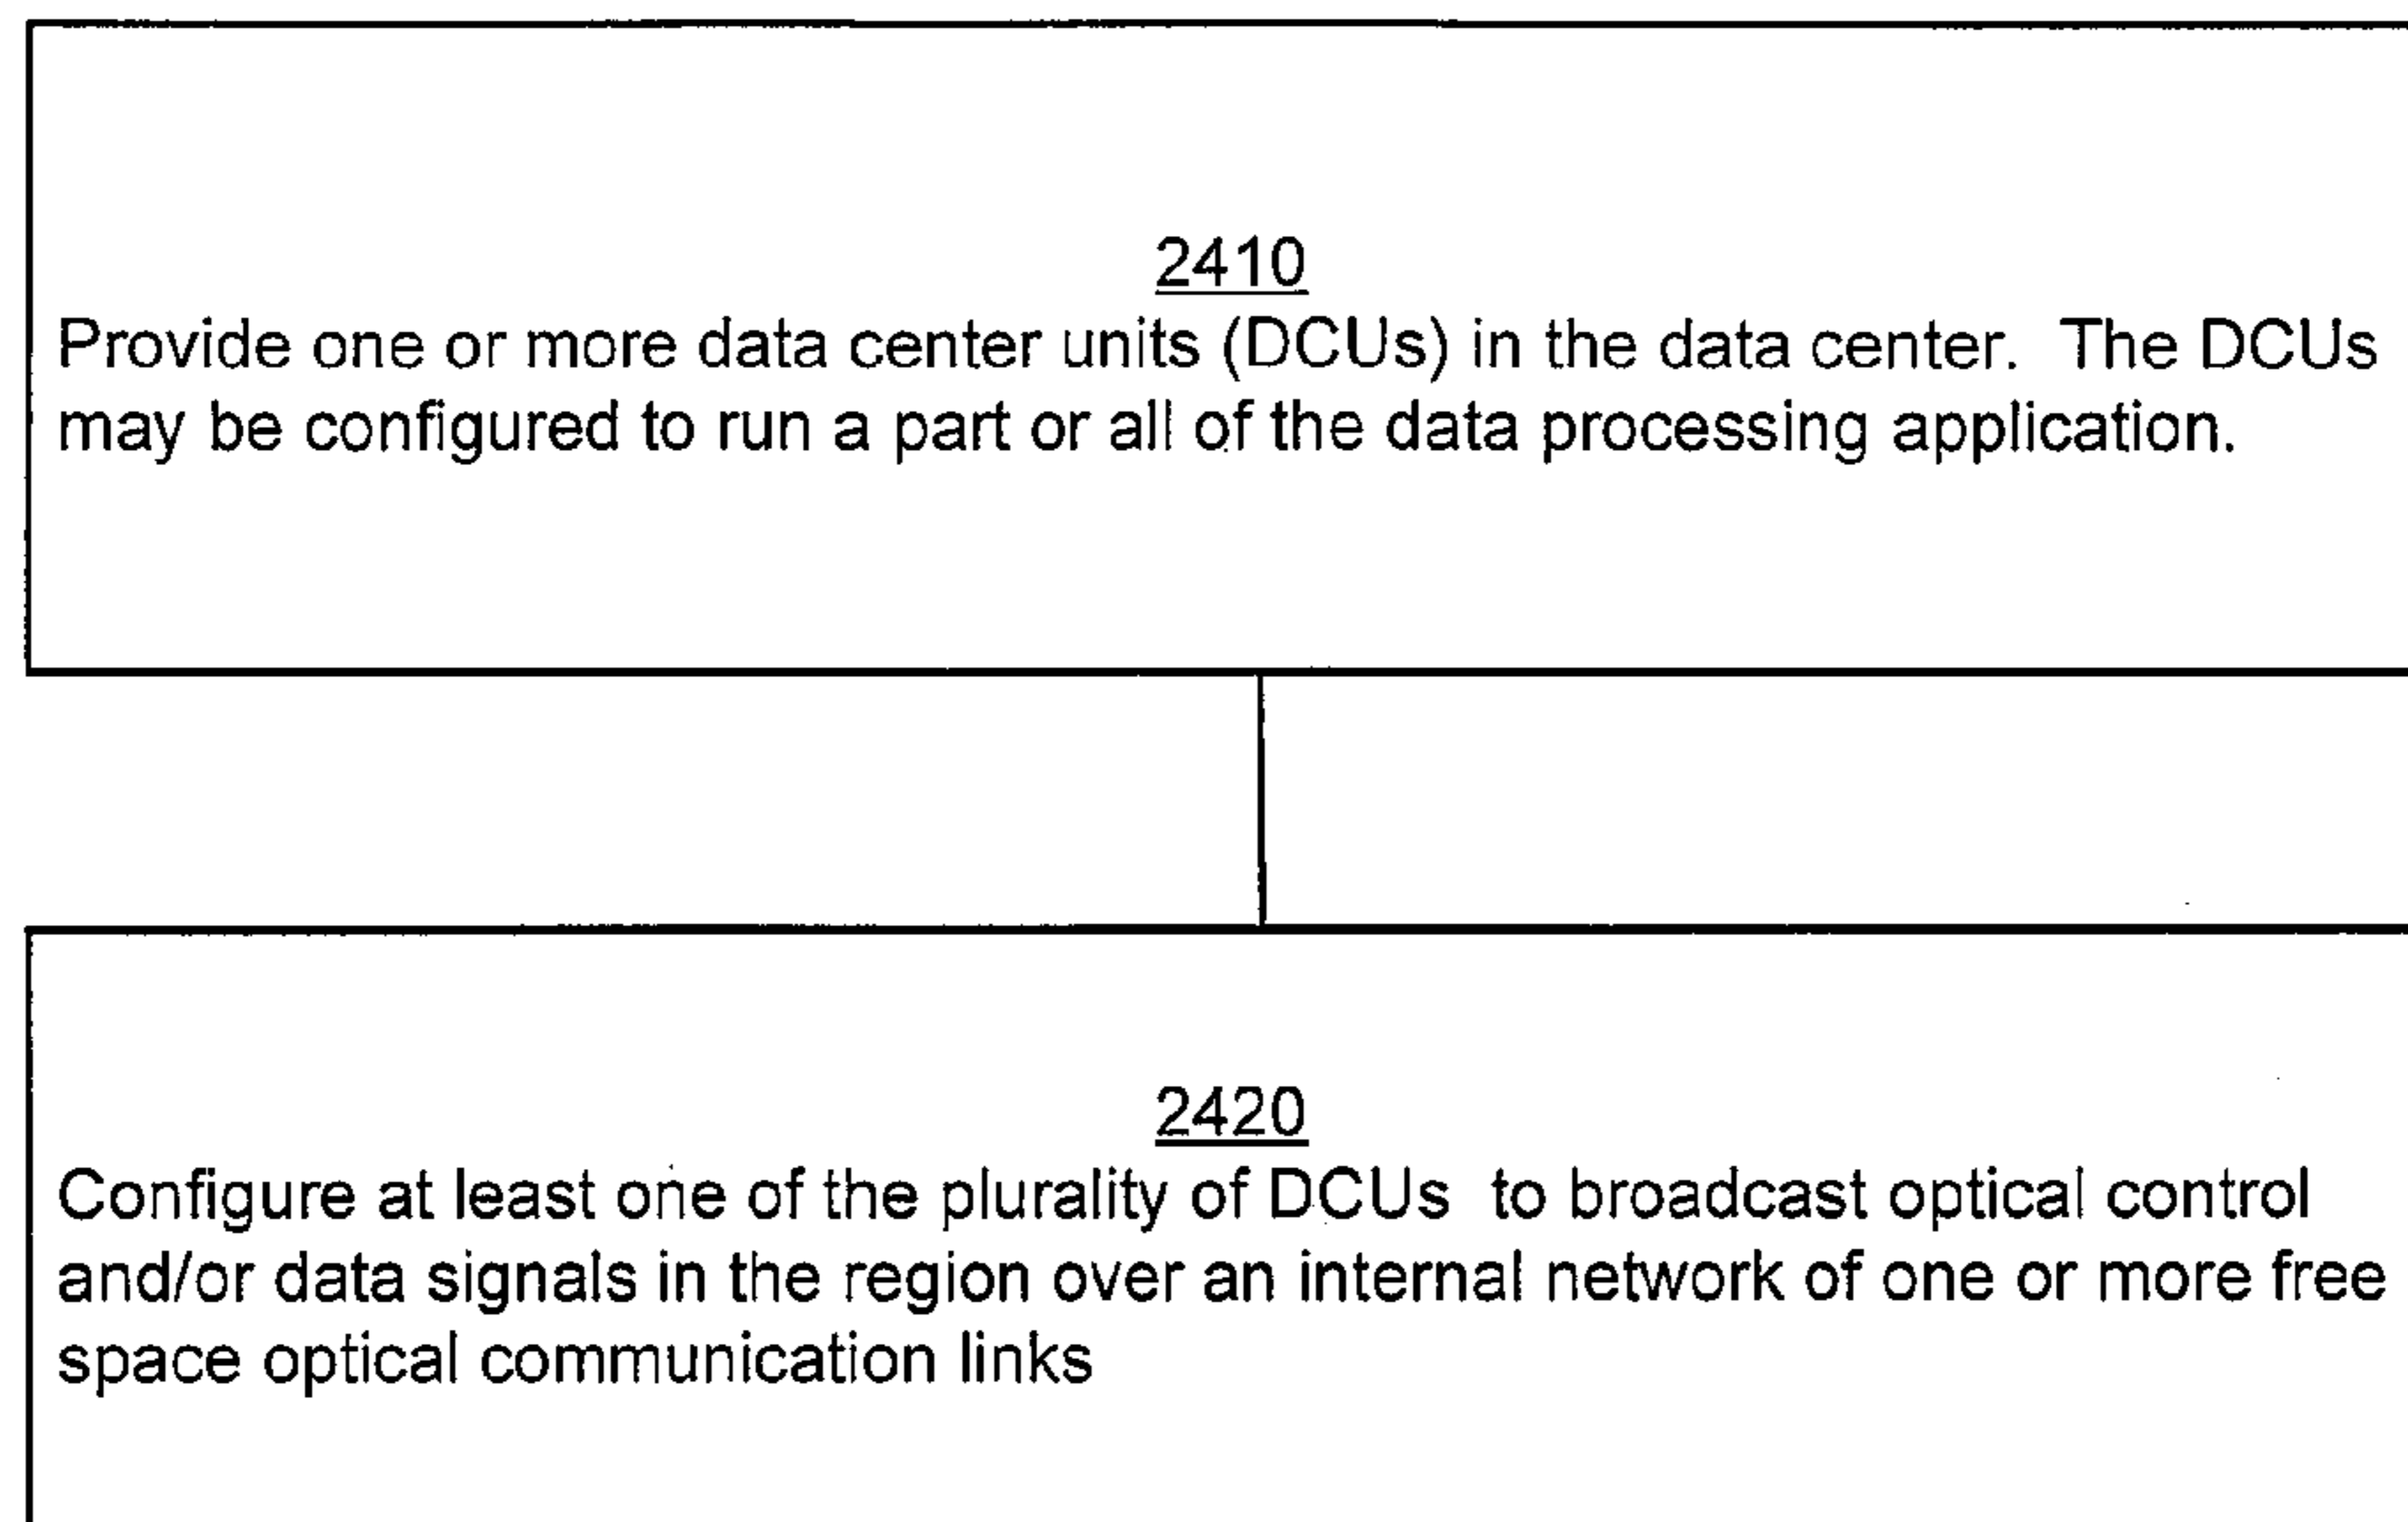 2410
Provide one or more data center units (DCUs) in the data center. The DCUs
may be configured to run a part or all of the data processing application.
2420
Configure at least one of the plurality of DCUs to broadcast optical control
and/or data signals in the region over an internal network of one or more free
space optical communication links